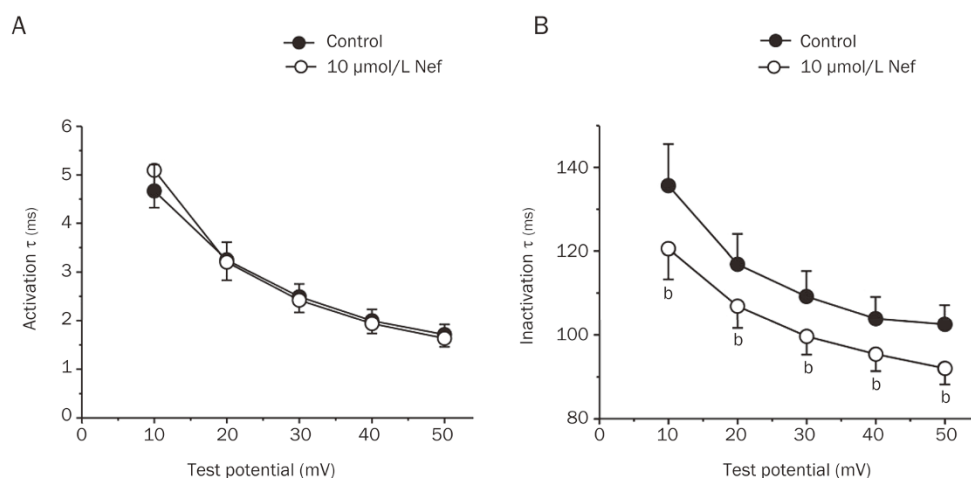 A
Control
10 µmol/L Nef
Activation τ (ms)
6
5
4
3
2
1
0
0 10 20 30 40 50
Test potential (mV)
B
Control
10 µmol/L Nef
Inactivation τ (ms)
140
120
100
80
b
b
b
b
b
0 10 20 30 40 50
Test potential (mV)